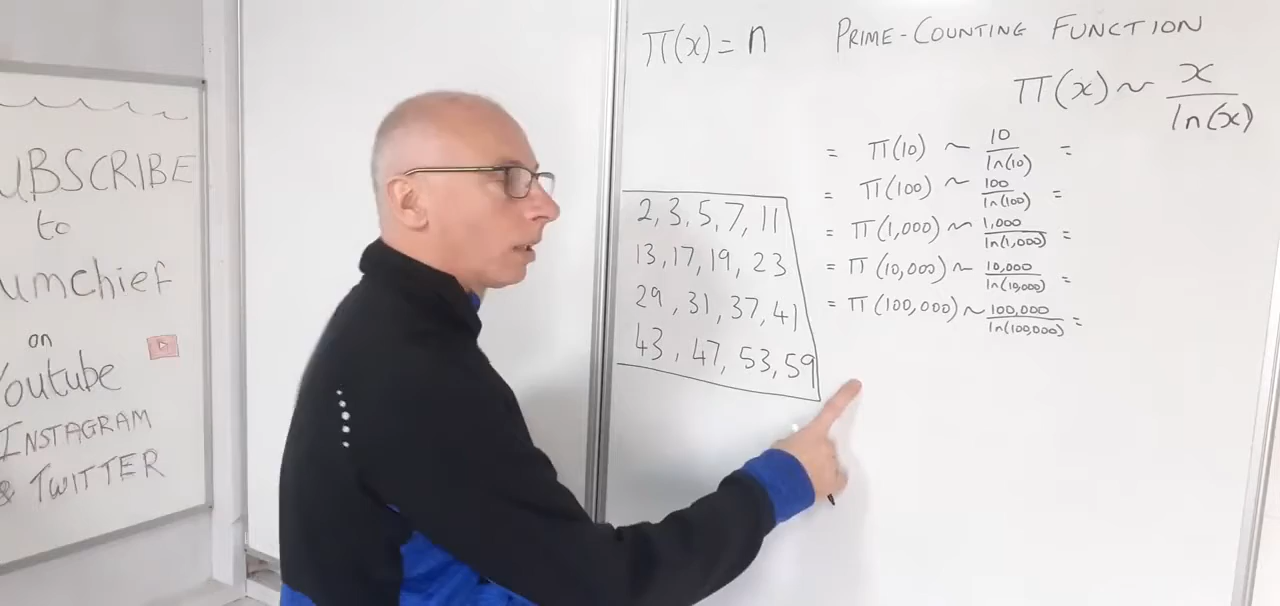 UBSCRIBE
to
umchief
on
Youtube
INSTAGRAM
& TWITTER
π(x) = n
PRIME-COUNTING FUNCTION
π(x) ~ x/ln(x)
2, 3, 5, 7, 11
13, 17, 19, 23
29, 31, 37, 41
43, 47, 53, 59
= π(10) ~ 10/ln(10) =
= π(100) ~ 100/ln(100) =
= π(1,000) ~ 1,000/ln(1,000) =
= π(10,000) ~ 10,000/ln(10,000) =
= π(100,000) ~ 100,000/ln(100,000) =